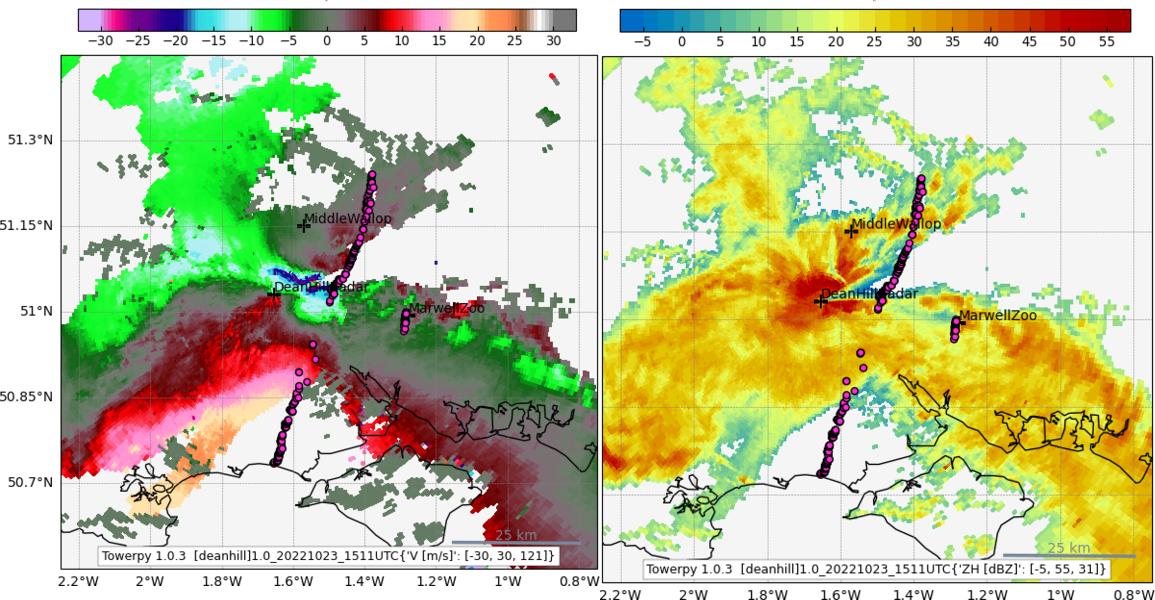 −30 −25 −20 −15 −10 −5 0 5 10 15 20 25 30
−5 0 5 10 15 20 25 30 35 40 45 50 55
51.3°N
51.15°N
51°N
50.85°N
50.7°N
MiddleWallop
DeanHillRadar
MarwellZoo
25 km
Towerpy 1.0.3 [deanhill]1.0_20221023_1511UTC{'V [m/s]': [-30, 30, 121]}
2.2°W 2°W 1.8°W 1.6°W 1.4°W 1.2°W 1°W 0.8°W
MiddleWallop
DeanHillRadar
MarwellZoo
25 km
Towerpy 1.0.3 [deanhill]1.0_20221023_1511UTC{'ZH [dBZ]': [-5, 55, 31]}
2.2°W 2°W 1.8°W 1.6°W 1.4°W 1.2°W 1°W 0.8°W